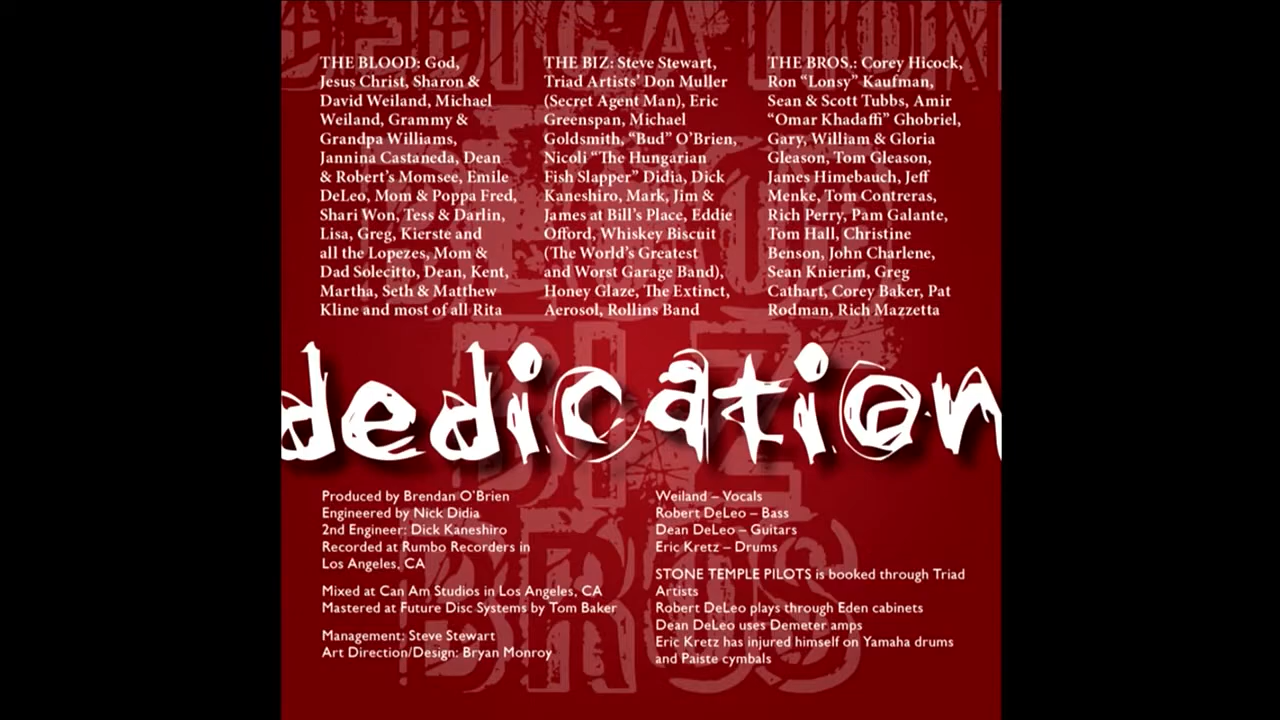 DEDICATION
THE BLOOD: God,
Jesus Christ, Sharon &
David Weiland, Michael
Weiland, Grammy &
Grandpa Williams,
Jannina Castaneda, Dean
& Robert's Momsee, Emile
DeLeo, Mom & Poppa Fred,
Shari Won, Tess & Darlin,
Lisa, Greg, Kierste and
all the Lopezes, Mom &
Dad Solecitto, Dean, Kent,
Martha, Seth & Matthew
Kline and most of all Rita
THE BIZ: Steve Stewart,
Triad Artists' Don Muller
(Secret Agent Man), Eric
Greenspan, Michael
Goldsmith, “Bud” O'Brien,
Nicoli “The Hungarian
Fish Slapper” Didia, Dick
Kaneshiro, Mark, Jim &
James at Bill's Place, Eddie
Offord, Whiskey Biscuit
(The World's Greatest
and Worst Garage Band),
Honey Glaze, The Extinct,
Aerosol, Rollins Band
THE BROS.: Corey Hicock,
Ron “Lonsy” Kaufman,
Sean & Scott Tubbs, Amir
“Omar Khadaffi” Ghobriel,
Gary, William & Gloria
Gleason, Tom Gleason,
James Himebauch, Jeff
Menke, Tom Contreras,
Rich Perry, Pam Galante,
Tom Hall, Christine
Benson, John Charlene,
Sean Knierim, Greg
Cathart, Corey Baker, Pat
Rodman, Rich Mazzetta
BLOOD
BIZ
BROS
dedication
Produced by Brendan O'Brien
Engineered by Nick Didia
2nd Engineer: Dick Kaneshiro
Recorded at Rumbo Recorders in
Los Angeles, CA
Mixed at Can Am Studios in Los Angeles, CA
Mastered at Future Disc Systems by Tom Baker
Management: Steve Stewart
Art Direction/Design: Bryan Monroy
Weiland – Vocals
Robert DeLeo – Bass
Dean DeLeo – Guitars
Eric Kretz – Drums
STONE TEMPLE PILOTS is booked through Triad
Artists
Robert DeLeo plays through Eden cabinets
Dean DeLeo uses Demeter amps
Eric Kretz has injured himself on Yamaha drums
and Paiste cymbals